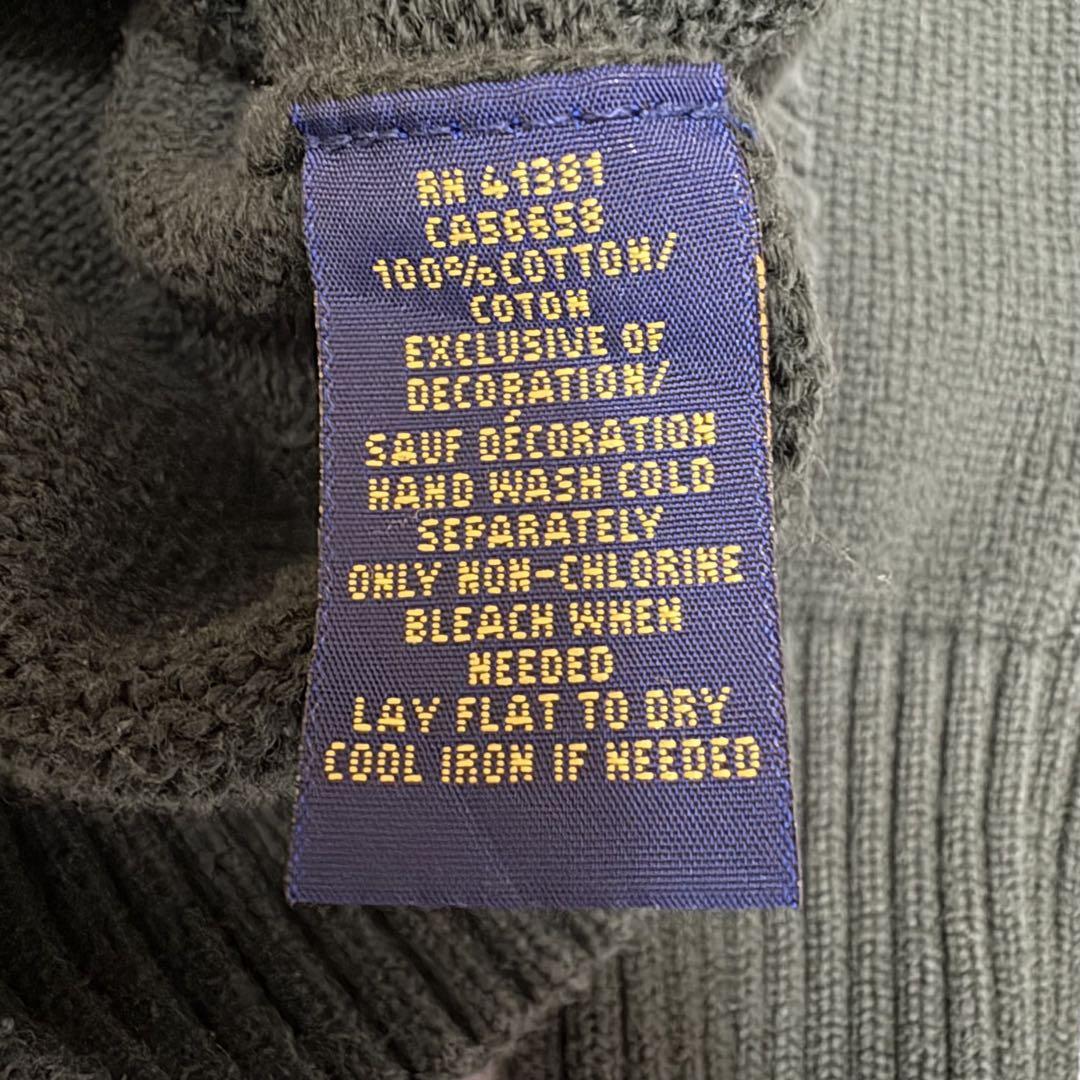 RN 41381
CA56658
100%COTTON/
COTON
EXCLUSIVE OF
DECORATION/
SAUF DÉCORATION
HAND WASH COLD
SEPARATELY
ONLY NON-CHLORINE
BLEACH WHEN
NEEDED
LAY FLAT TO DRY
COOL IRON IF NEEDED